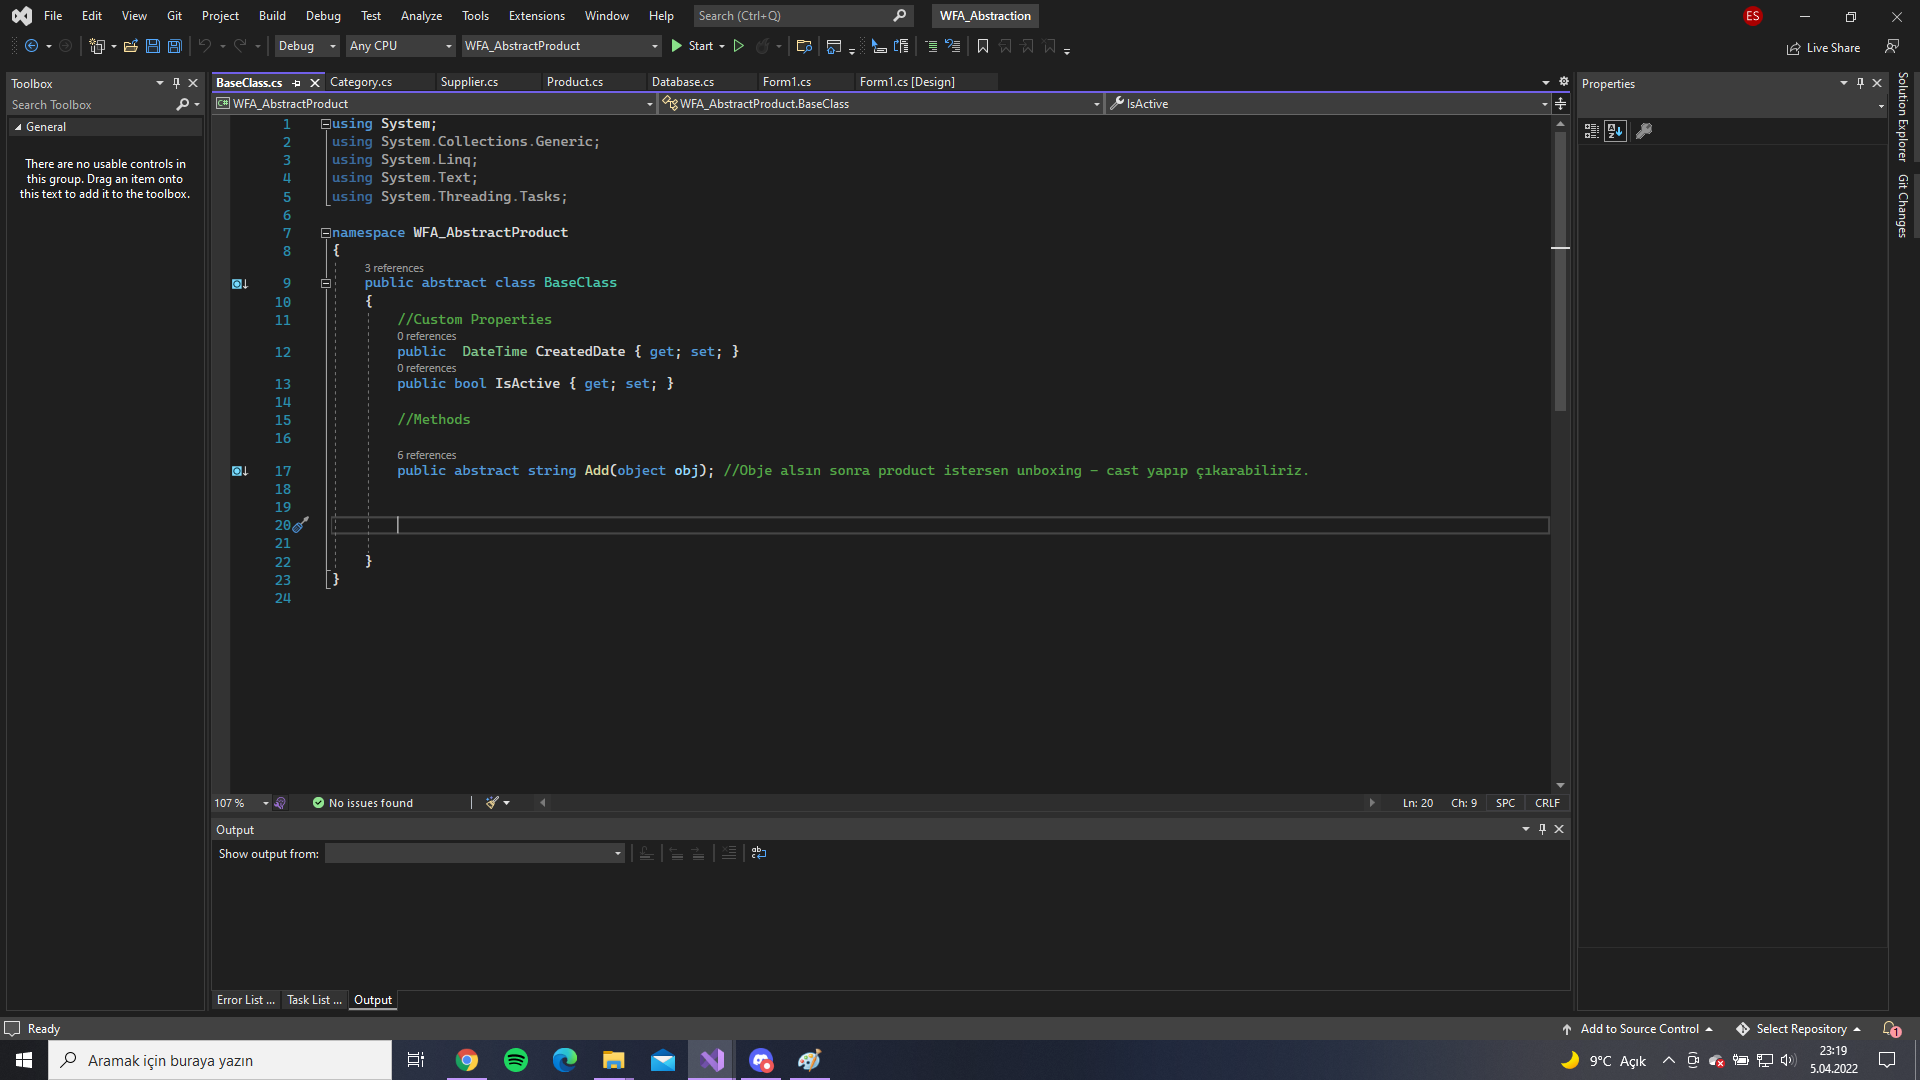 File Edit View Git Project Build Debug Test Analyze Tools Extensions Window Help Search (Ctrl+Q) WFA_Abstraction ES
Debug Any CPU WFA_AbstractProduct Start Live Share
Toolbox
Search Toolbox
General
There are no usable controls in
this group. Drag an item onto
this text to add it to the toolbox.
BaseClass.cs Category.cs Supplier.cs Product.cs Database.cs Form1.cs Form1.cs [Design]
WFA_AbstractProduct WFA_AbstractProduct.BaseClass IsActive
1 using System;
2 using System.Collections.Generic;
3 using System.Linq;
4 using System.Text;
5 using System.Threading.Tasks;
6
7 namespace WFA_AbstractProduct
8 {
3 references
9 public abstract class BaseClass
10 {
11 //Custom Properties
0 references
12 public  DateTime CreatedDate { get; set; }
0 references
13 public bool IsActive { get; set; }
14
15 //Methods
16
6 references
17 public abstract string Add(object obj); //Obje alsın sonra product istersen unboxing - cast yapıp çıkarabiliriz.
18
19
20
21
22 }
23 }
24
107 % No issues found Ln: 20 Ch: 9 SPC CRLF
Output
Show output from:
Error List ... Task List ... Output
Properties
Solution Explorer
Git Changes
Ready Add to Source Control Select Repository 1
Aramak için buraya yazın 9°C Açık 23:19
5.04.2022